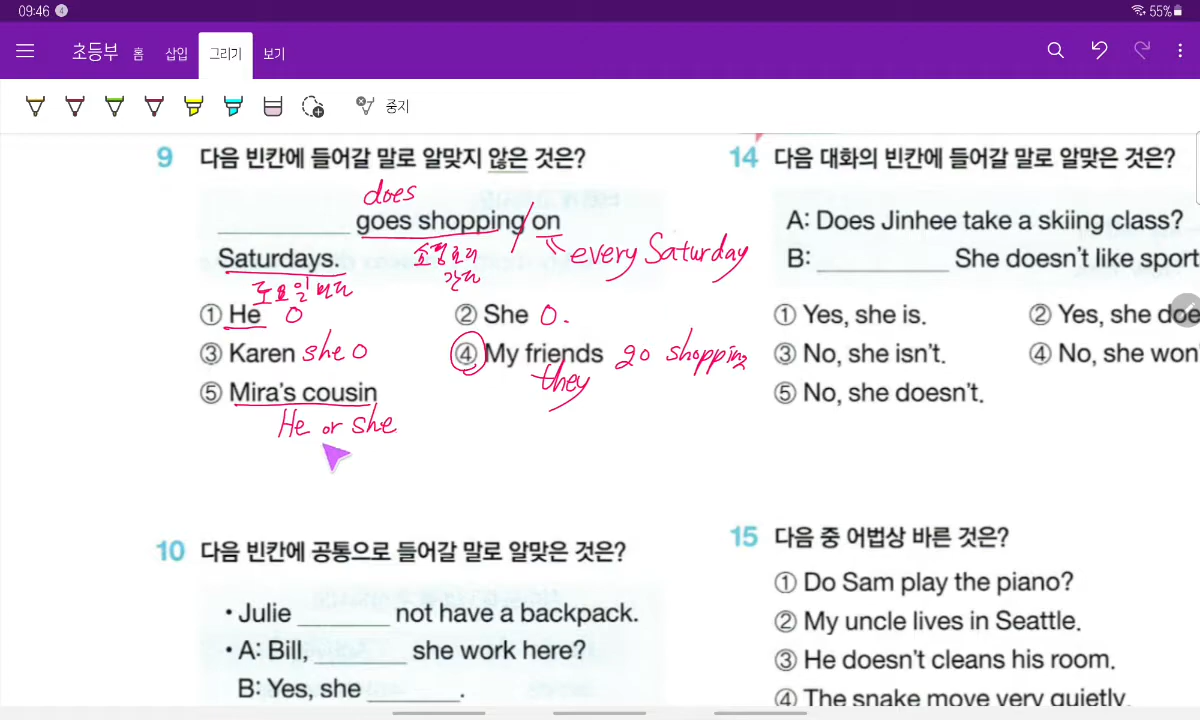 09:46 4 55%
초등부 홈 삽입 그리기 보기
중지
9 다음 빈칸에 들어갈 말로 알맞지 않은 것은?
does
________ goes shopping / on
Saturdays. 쇼핑하러 간다 every Saturday
토요일마다
① He O ② She O.
③ Karen she O ④ My friends go shopping
they
⑤ Mira's cousin
He or she
10 다음 빈칸에 공통으로 들어갈 말로 알맞은 것은?
• Julie ________ not have a backpack.
• A: Bill, ________ she work here?
B: Yes, she ________.
14 다음 대화의 빈칸에 들어갈 말로 알맞은 것은?
A: Does Jinhee take a skiing class?
B: ________ She doesn't like sport
① Yes, she is. ② Yes, she doe
③ No, she isn't. ④ No, she won'
⑤ No, she doesn't.
15 다음 중 어법상 바른 것은?
① Do Sam play the piano?
② My uncle lives in Seattle.
③ He doesn't cleans his room.
④ The snake move very quietly.